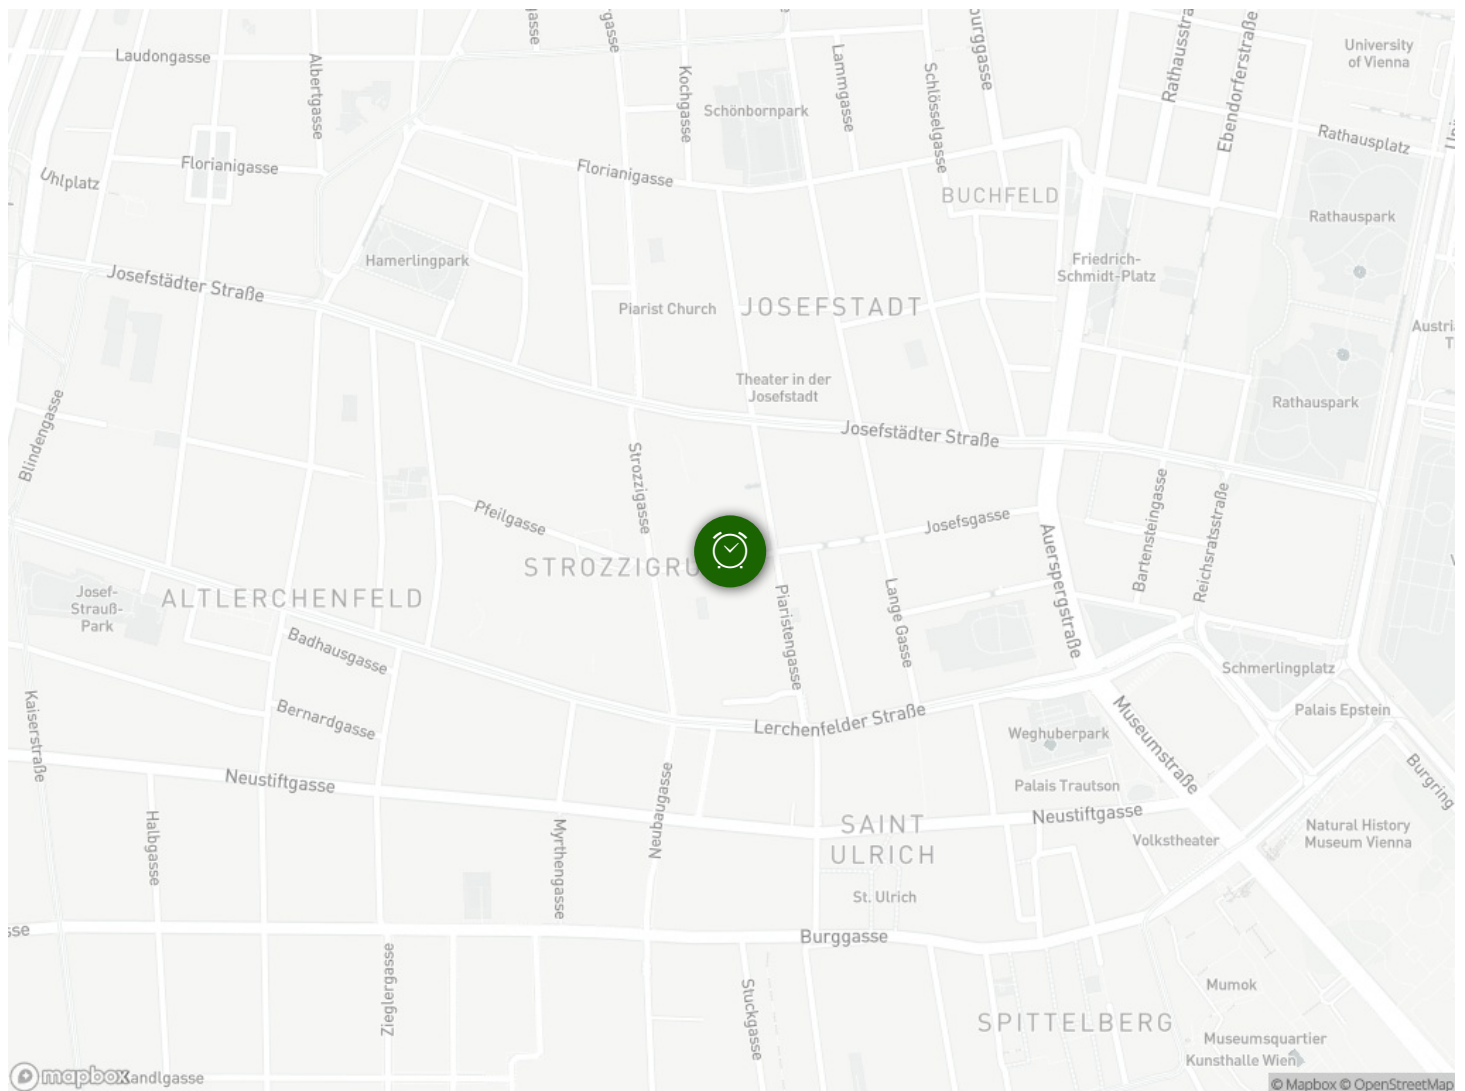 Laudongasse
Albertgasse
Kochgasse
Schönbornpark
Lammgasse
Schlösselgasse
Rathausstra
Ebendorferstraße
University
of Vienna
Rathausplatz
Uhlplatz
Florianigasse
Florianigasse
BUCHFELD
Rathauspark
Hamerlingpark
Friedrich-
Schmidt-Platz
Josefstädter Straße
Piarist Church
JOSEFSTADT
Austri
T
Theater in der
Josefstadt
Rathauspark
Blindengasse
Josefstädter Straße
Strozzigasse
Pfeilgasse
Josefsgasse
Bartensteingasse
Reichsratsstraße
Auerspergstraße
STROZZIGRU
Josef-
Strauß-
Park
ALTLERCHENFELD
Piaristengasse
Lange Gasse
Badhausgasse
Schmerlingplatz
Kaiserstraße
Bernardgasse
Lerchenfelder Straße
Museumstraße
Palais Epstein
Weghuberpark
Burgring
Neustiftgasse
Palais Trautson
Neustiftgasse
Halbgasse
Myrthengasse
Neubaugasse
SAINT
ULRICH
Volkstheater
Natural History
Museum Vienna
St. Ulrich
sse
Burggasse
Zieglergasse
Stuckgasse
Mumok
SPITTELBERG
Museumsquartier
Kunsthalle Wien
mapbox
andlgasse
© Mapbox © OpenStreetMap